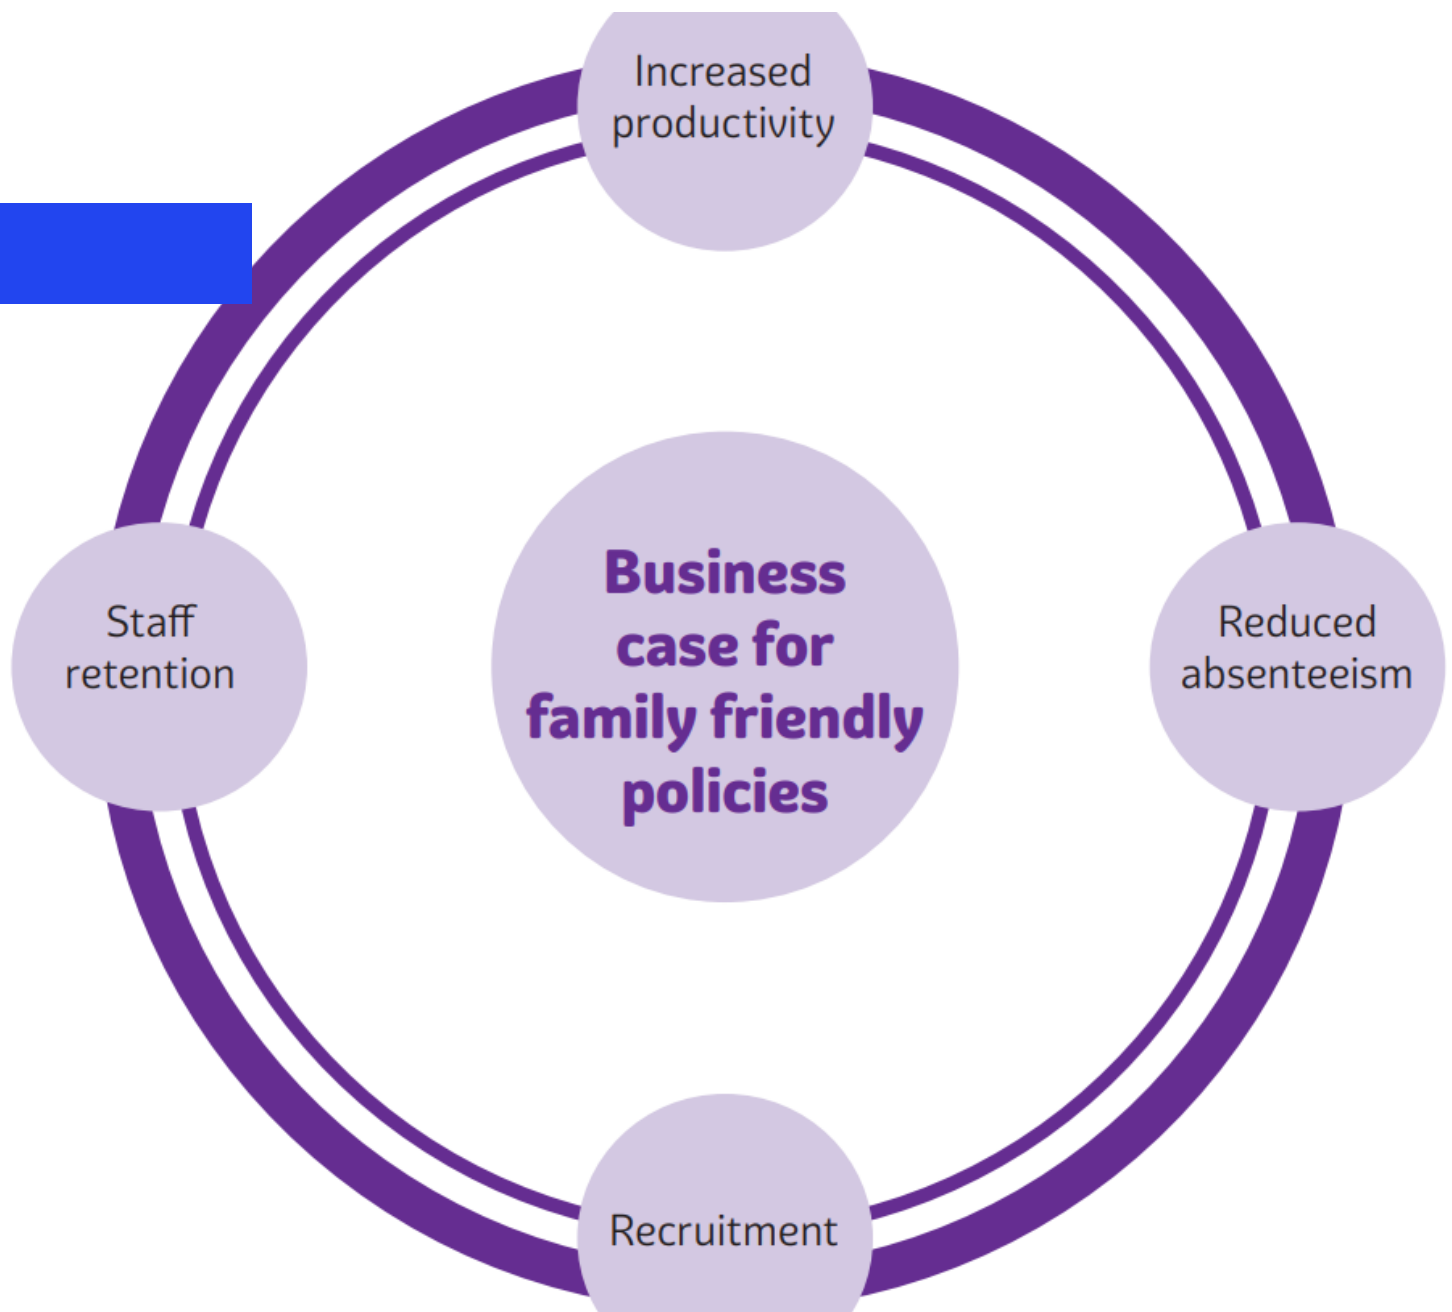 Increased
productivity
Staff
retention
Business
case for
family friendly
policies
Reduced
absenteeism
Recruitment